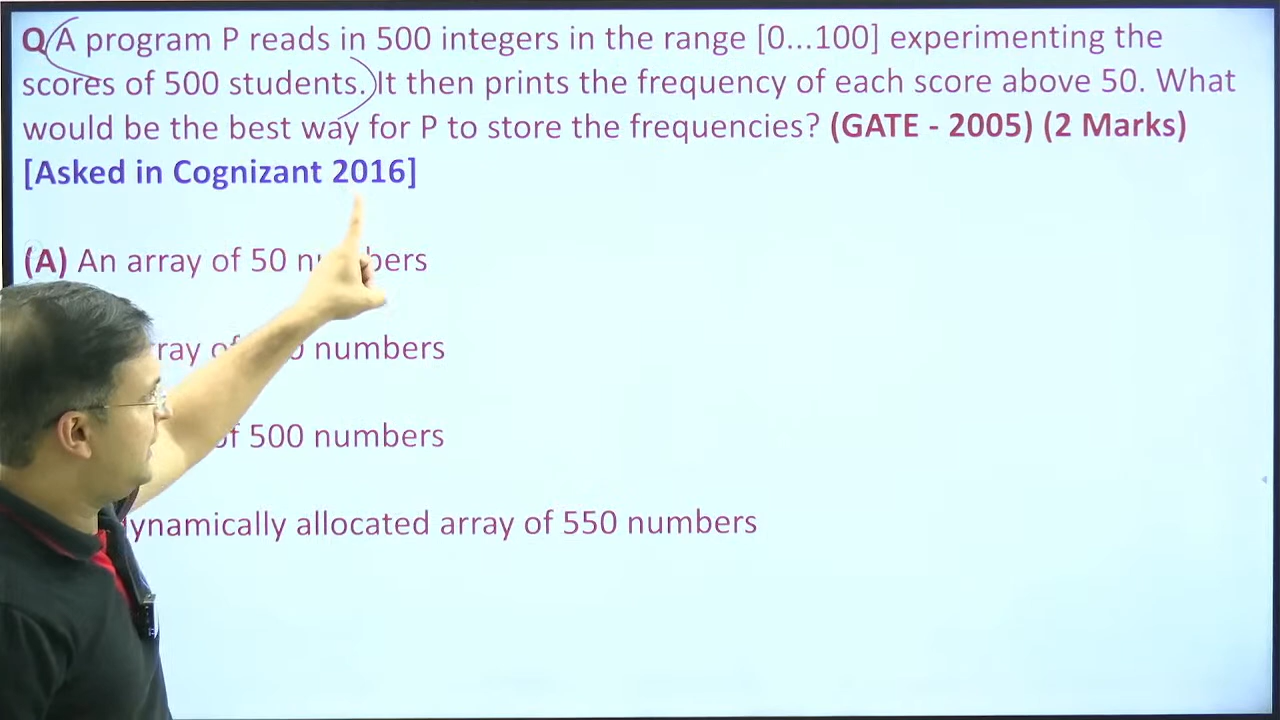 Q A program P reads in 500 integers in the range [0...100] experimenting the
scores of 500 students. It then prints the frequency of each score above 50. What
would be the best way for P to store the frequencies? (GATE - 2005) (2 Marks)
[Asked in Cognizant 2016]
(A) An array of 50
numbers
of 500 numbers
dynamically allocated array of 550 numbers